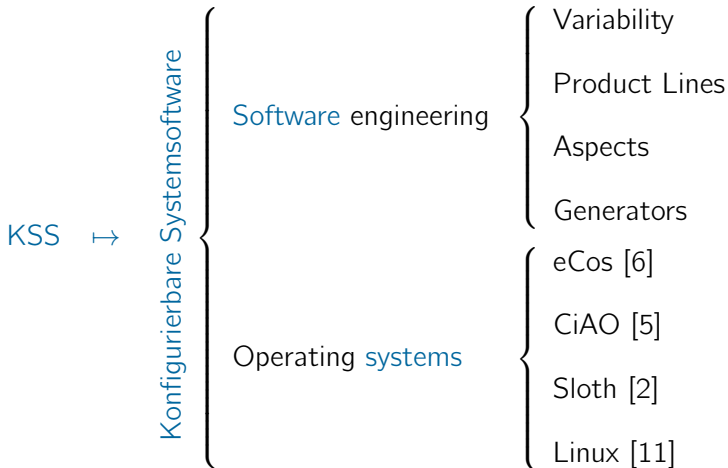 KSS ↦
Konfigurierbare Systemsoftware
Software engineering
Variability
Product Lines
Aspects
Generators
Operating systems
eCos [6]
CiAO [5]
Sloth [2]
Linux [11]